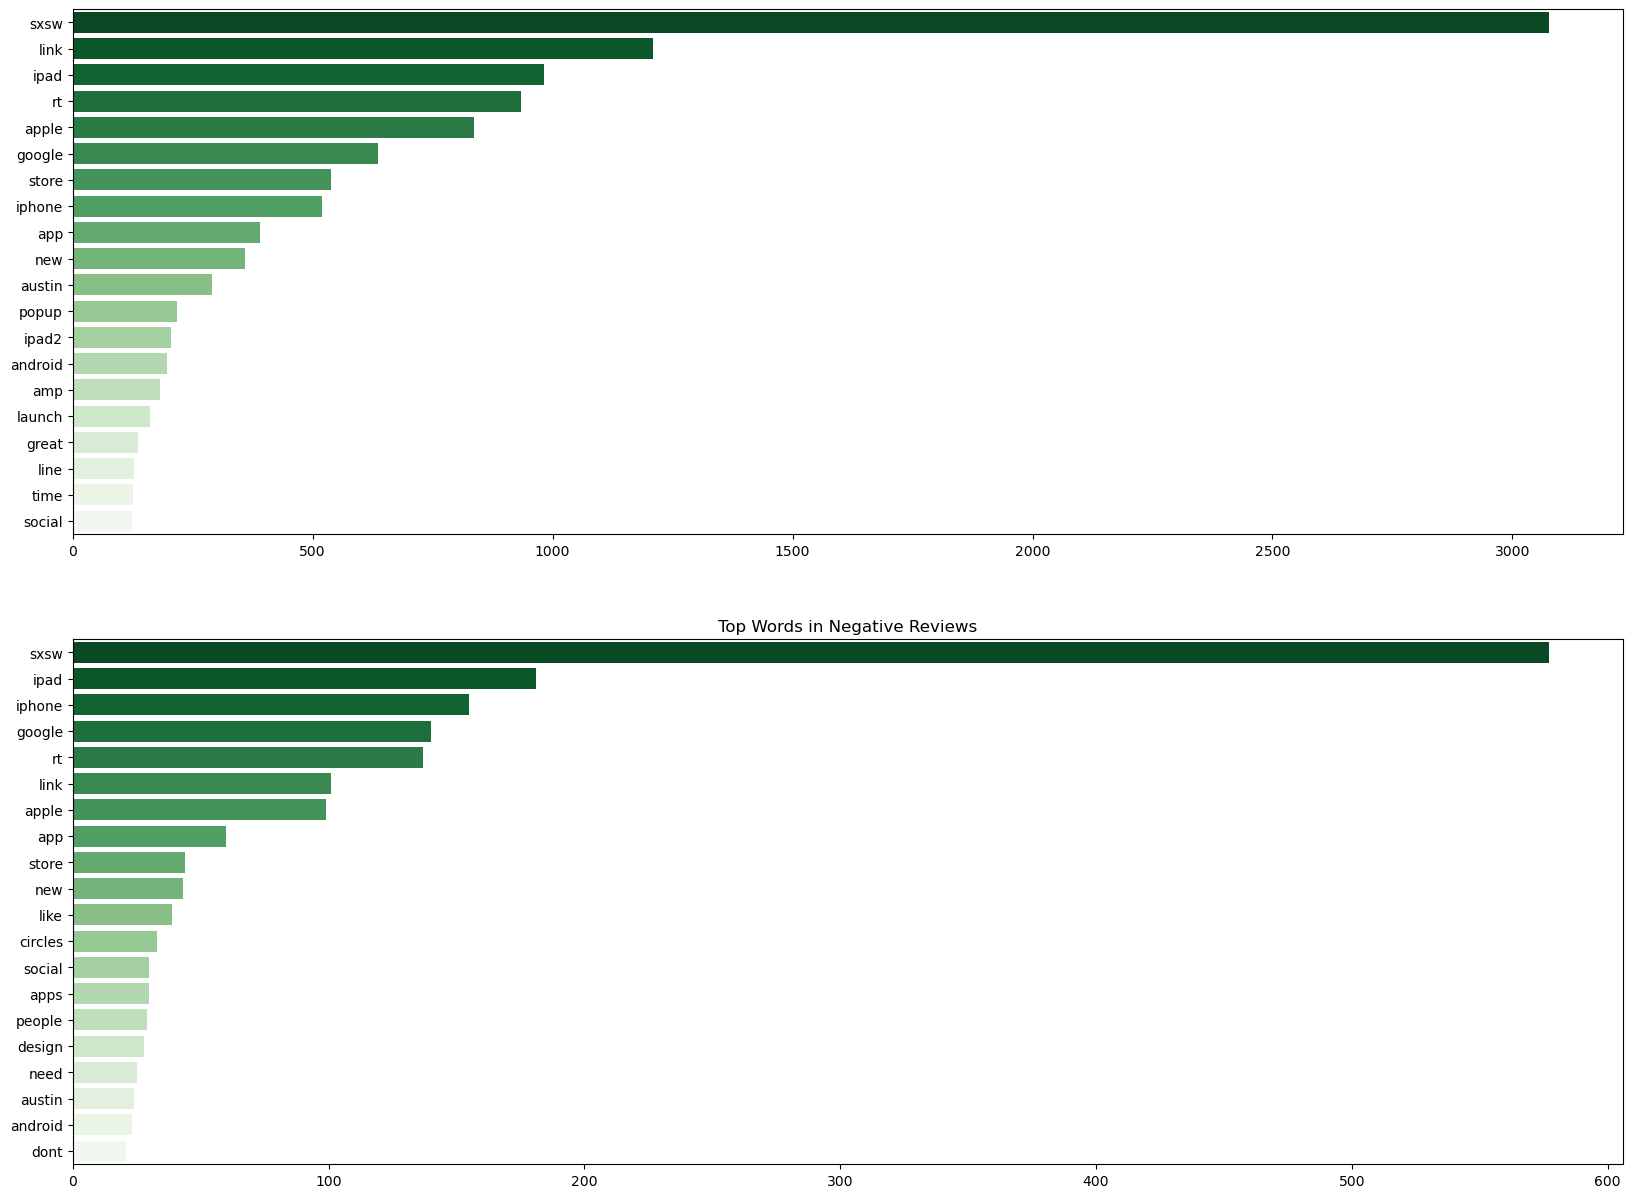 sxsw
link
ipad
rt
apple
google
store
iphone
app
new
austin
popup
ipad2
android
amp
launch
great
line
time
social
0 500 1000 1500 2000 2500 3000
Top Words in Negative Reviews
sxsw
ipad
iphone
google
rt
link
apple
app
store
new
like
circles
social
apps
people
design
need
austin
android
dont
0 100 200 300 400 500 600